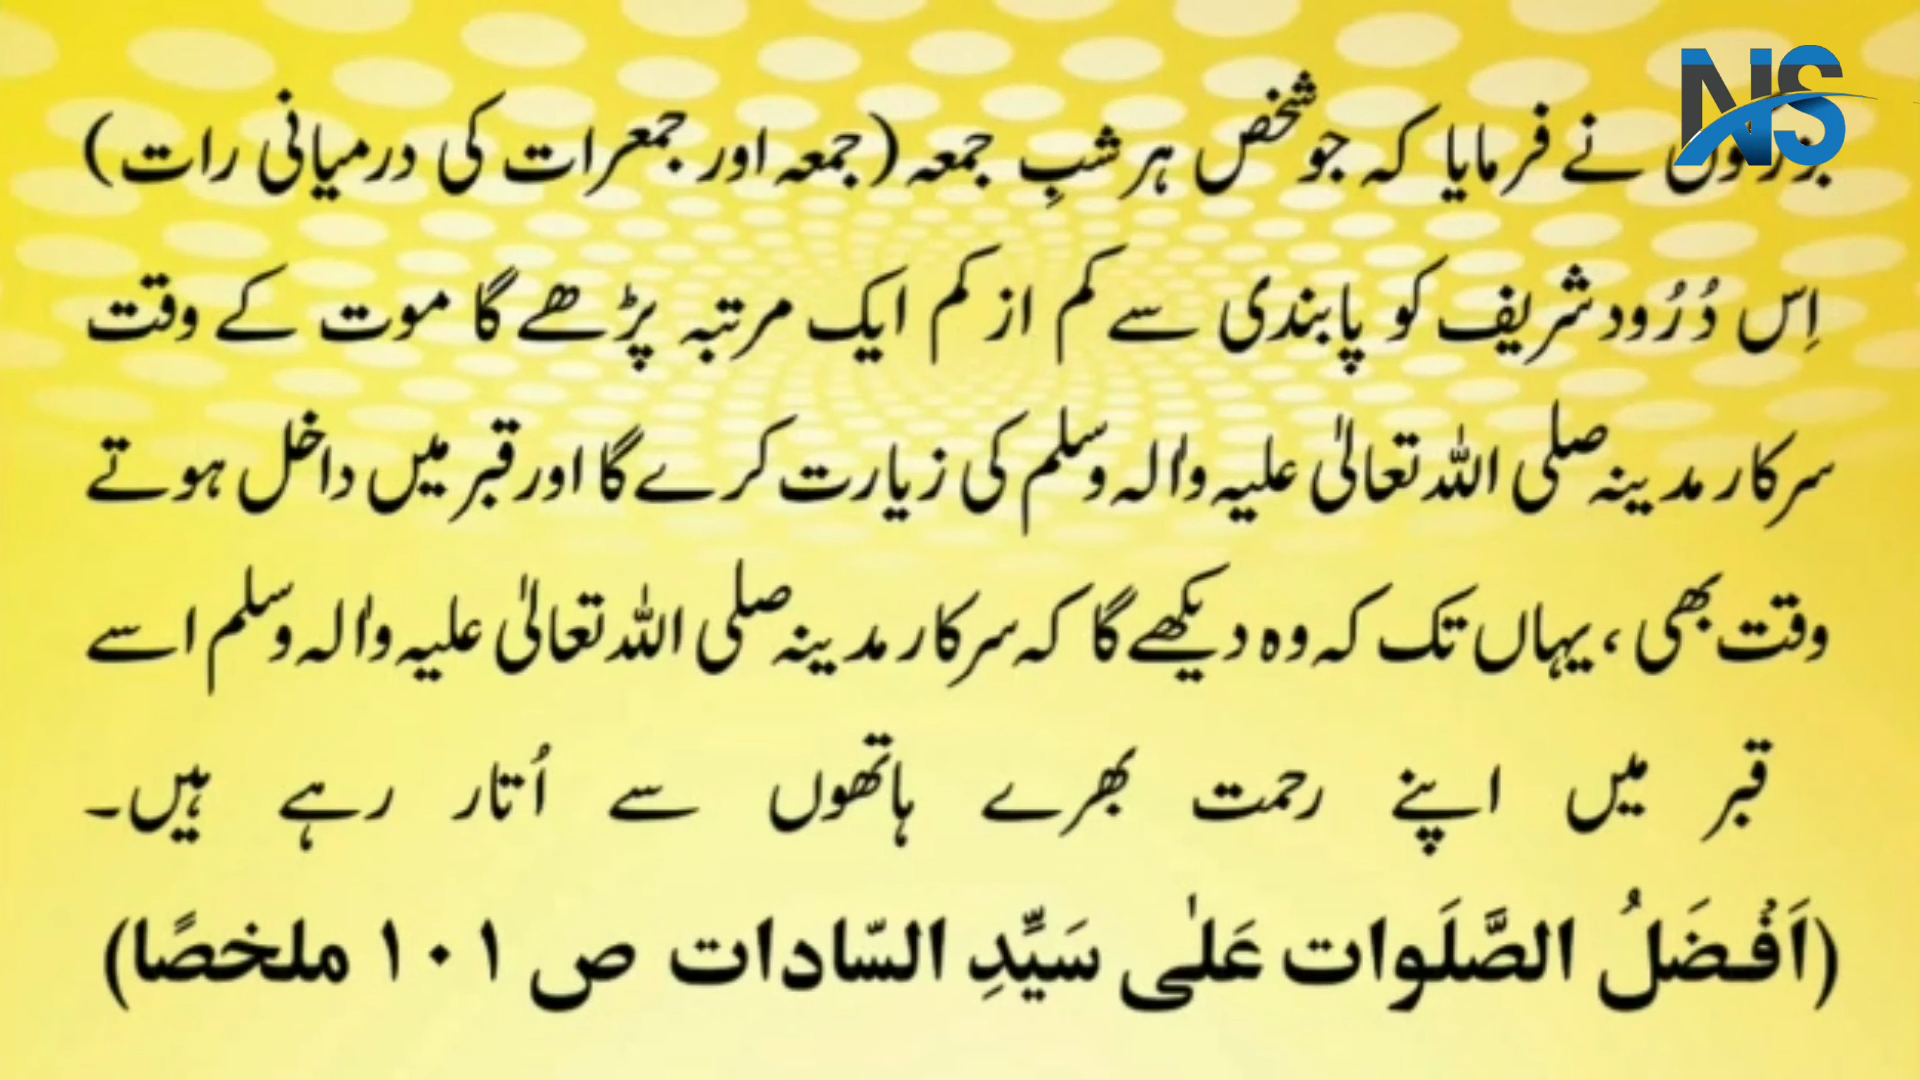 NS
نے فرمایا کہ جو شخص ہر شبِ جمعہ (جمعہ اور جمعرات کی درمیانی رات)
اِس دُرُود شریف کو پابندی سے کم از کم ایک مرتبہ پڑھے گا موت کے وقت
سرکار مدینہ صلی اللہ تعالیٰ علیہ واٰلہ وسلم کی زیارت کرے گا اور قبر میں داخل ہوتے
وقت بھی ، یہاں تک کہ وہ دیکھے گا کہ سرکار مدینہ صلی اللہ تعالیٰ علیہ واٰلہ وسلم اسے
قبر میں اپنے رحمت بھرے ہاتھوں سے اُتار رہے ہیں۔
(اَفْضَلُ الصَّلَوات عَلٰی سَیِّدِ السّادات ص ۱۰۱ ملخصًا)